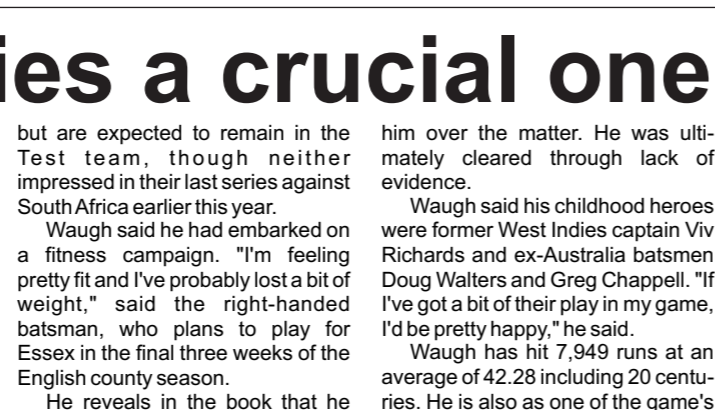 ies a crucial one
but are expected to remain in the
Test team, though neither
impressed in their last series against
South Africa earlier this year.
Waugh said he had embarked on
a fitness campaign. "I'm feeling
pretty fit and I've probably lost a bit of
weight," said the right-handed
batsman, who plans to play for
Essex in the final three weeks of the
English county season.
He reveals in the book that he
him over the matter. He was ulti-
mately cleared through lack of
evidence.
Waugh said his childhood heroes
were former West Indies captain Viv
Richards and ex-Australia batsmen
Doug Walters and Greg Chappell. "If
I've got a bit of their play in my game,
I'd be pretty happy," he said.
Waugh has hit 7,949 runs at an
average of 42.28 including 20 centu-
ries. He is also as one of the game's